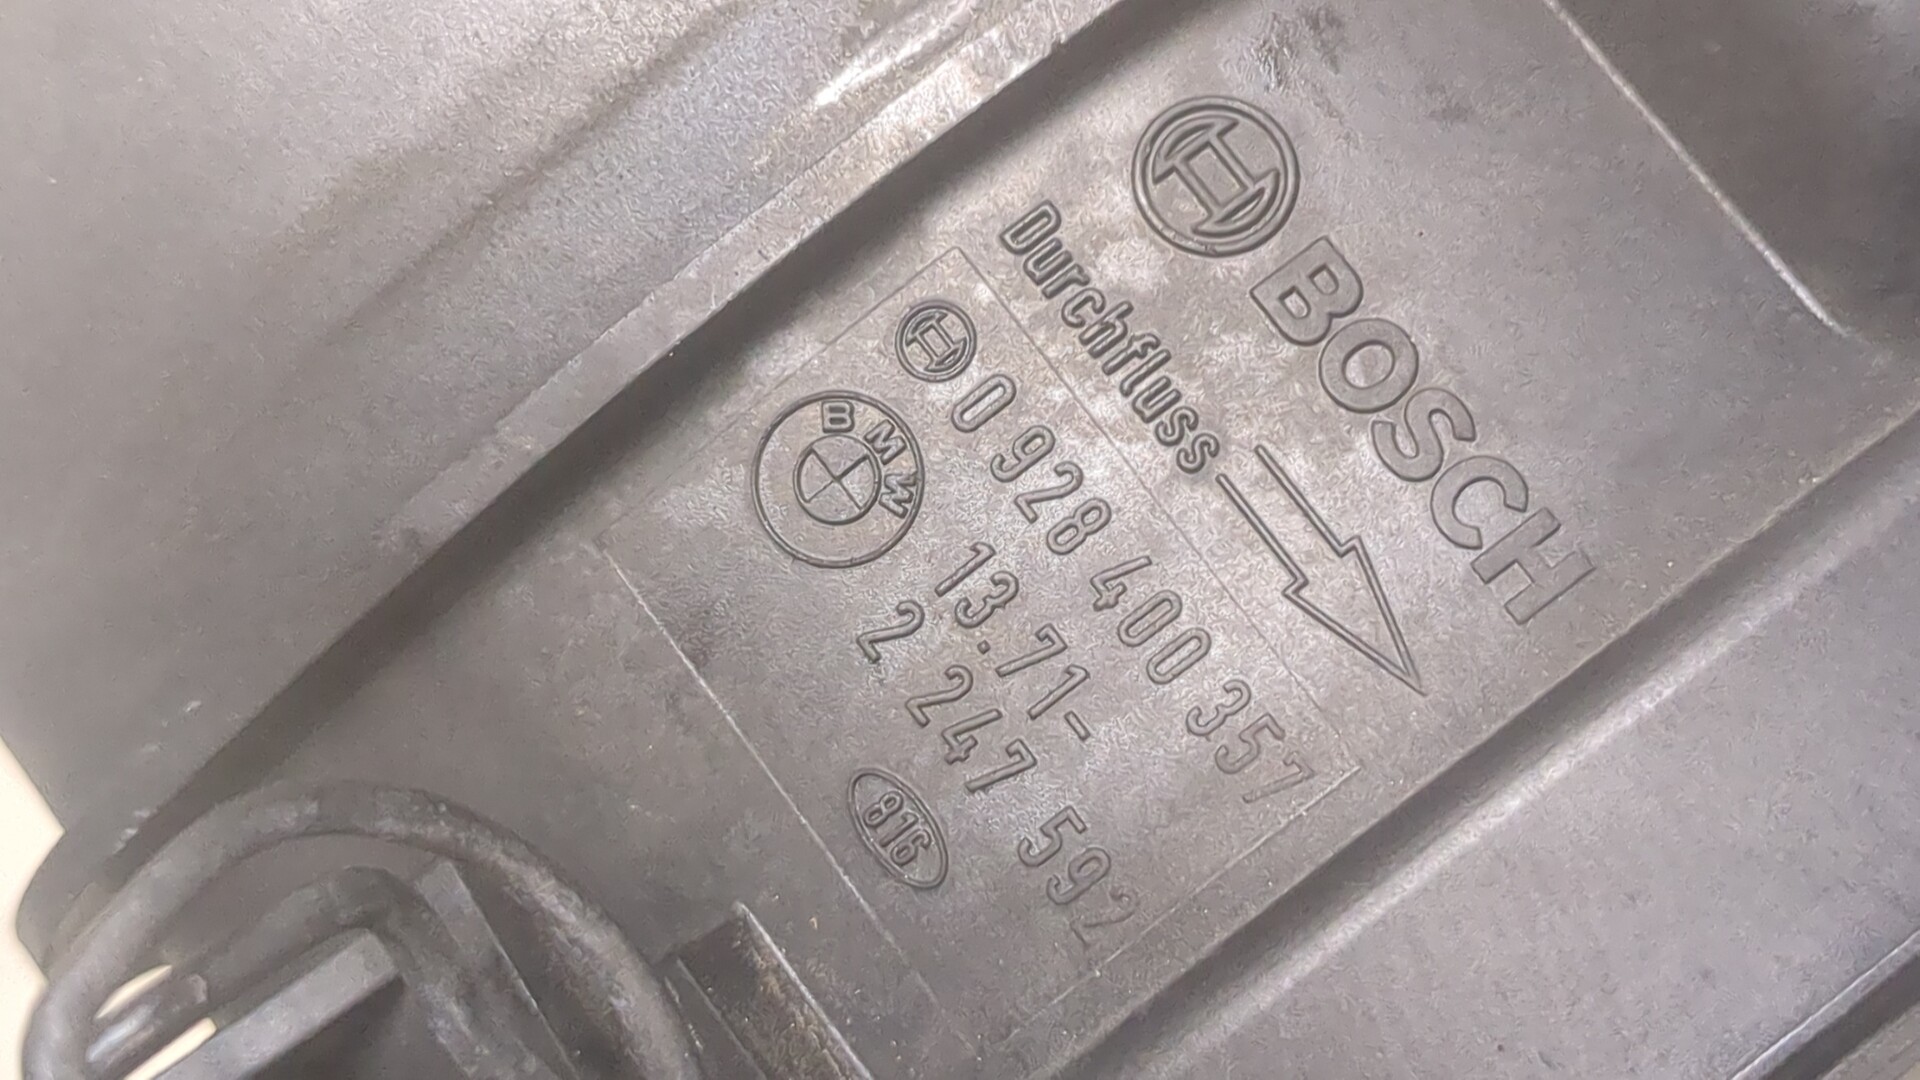 BOSCH
Durchfluss
0 928 400 357
BMW
13.71-
2 247 592
816